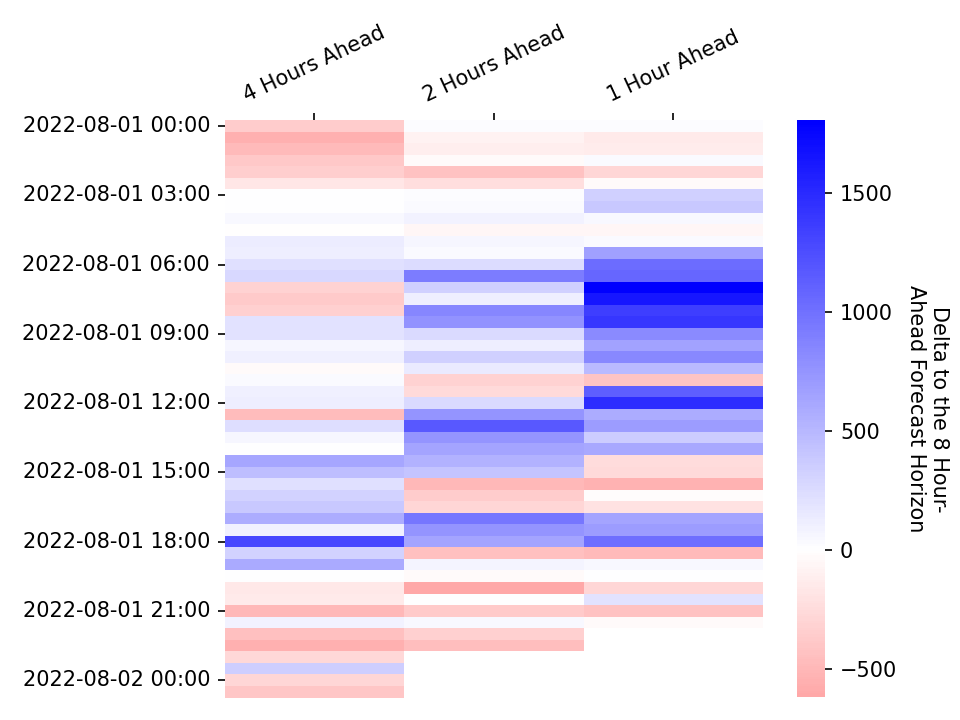 4 Hours Ahead
2 Hours Ahead
1 Hour Ahead
2022-08-01 00:00
2022-08-01 03:00
2022-08-01 06:00
2022-08-01 09:00
2022-08-01 12:00
2022-08-01 15:00
2022-08-01 18:00
2022-08-01 21:00
2022-08-02 00:00
1500
1000
500
0
−500
Delta to the 8 Hour-
Ahead Forecast Horizon